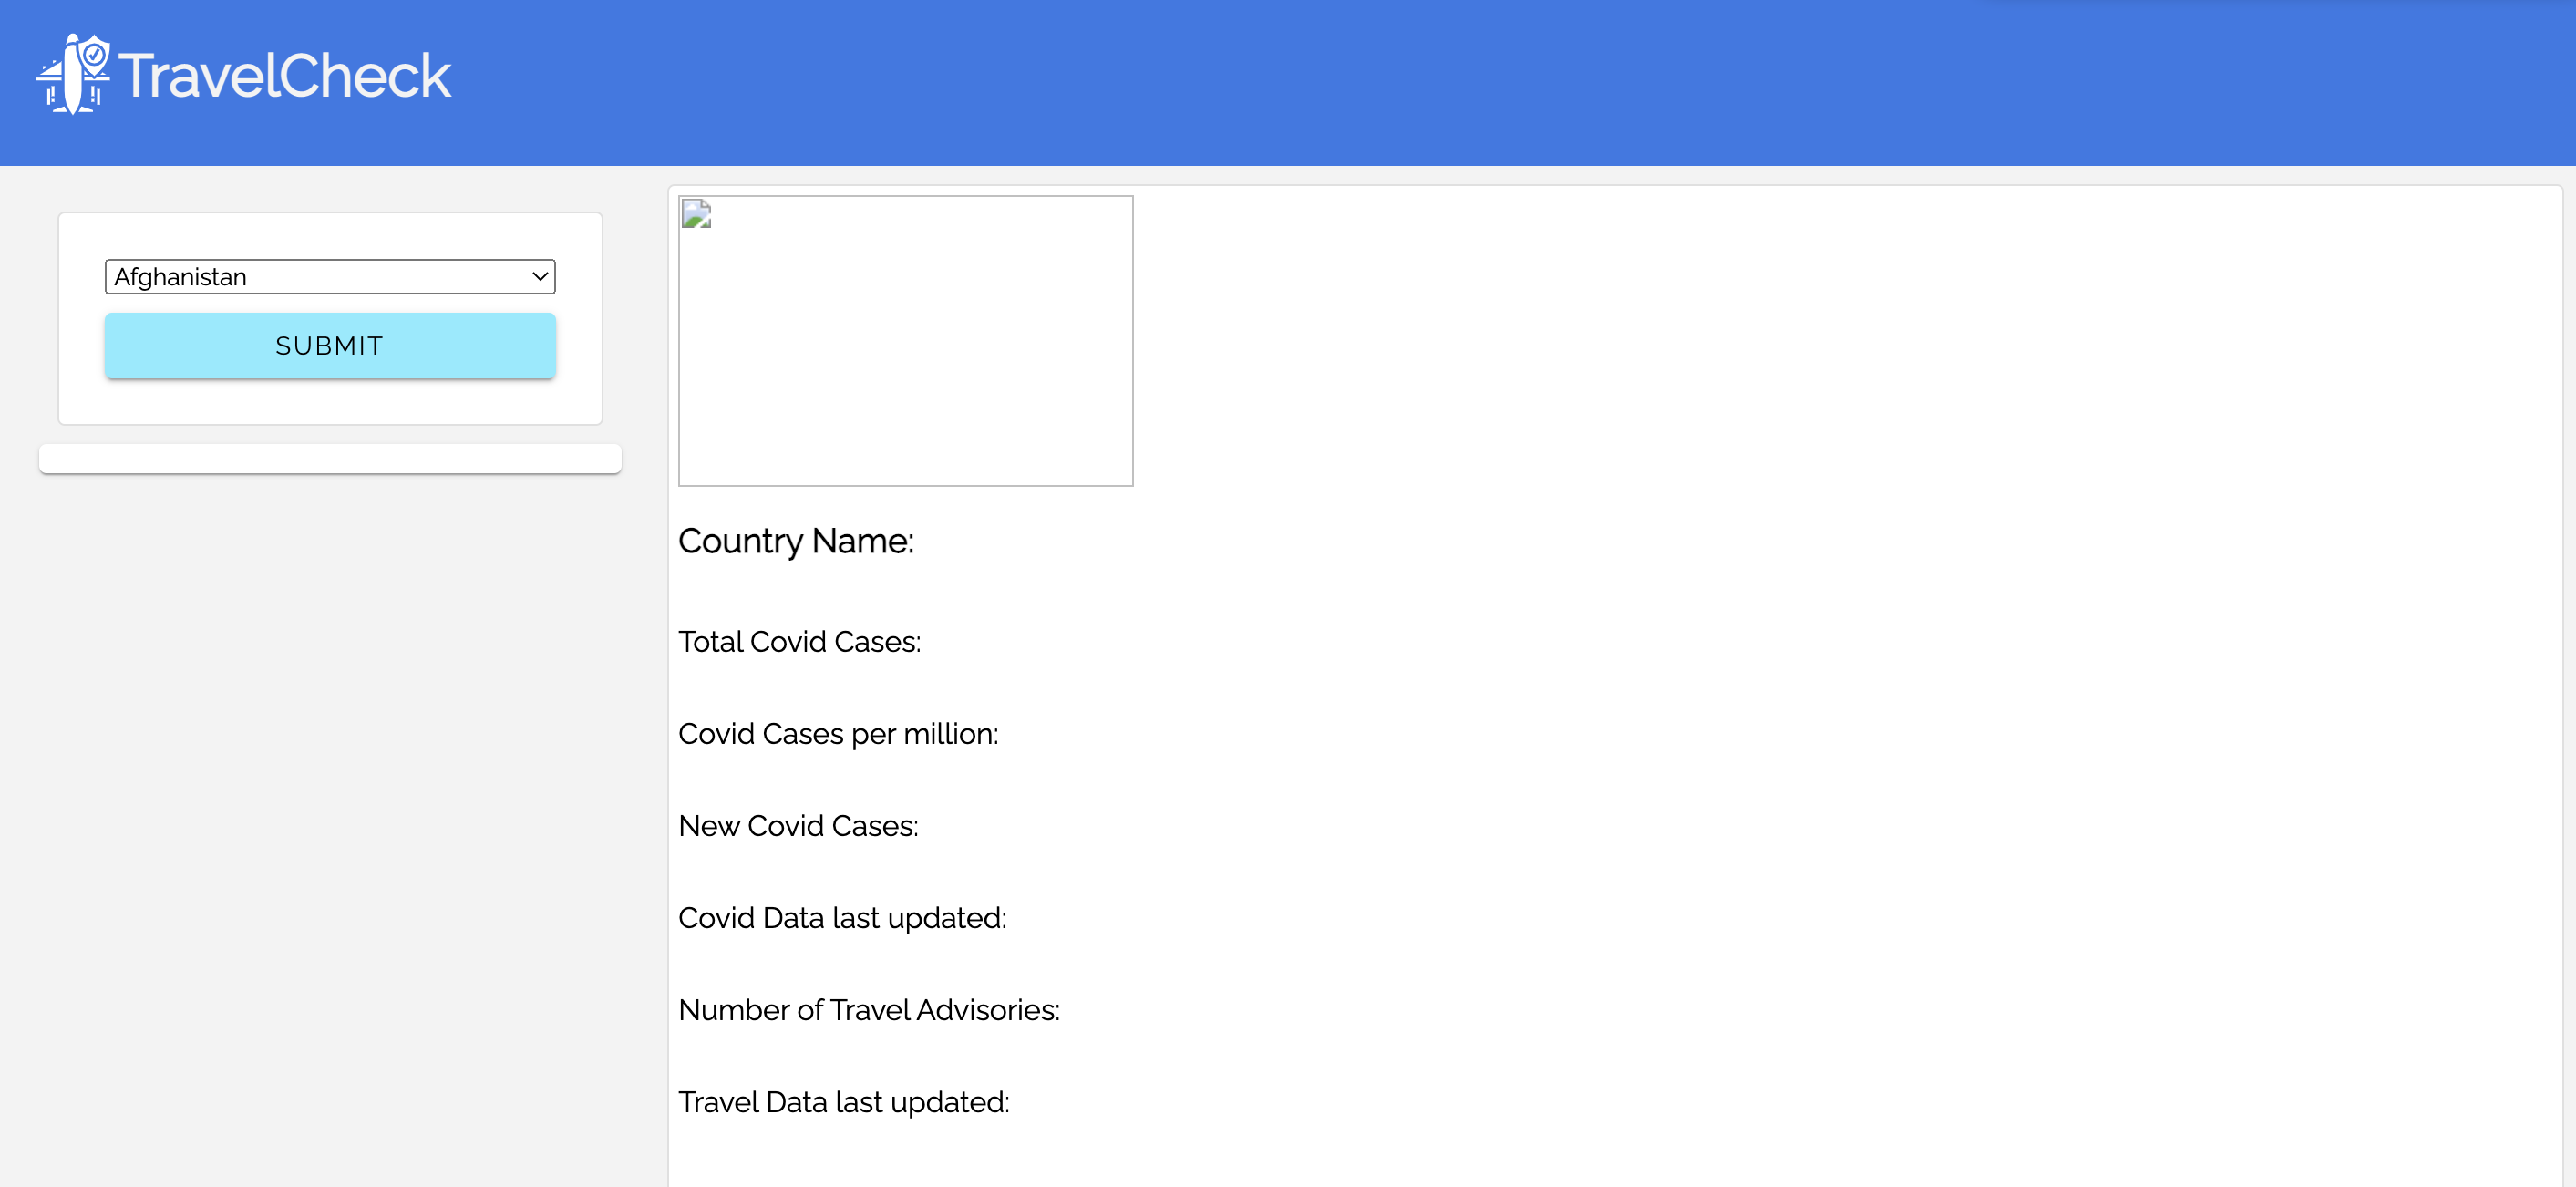 TravelCheck
Afghanistan
SUBMIT
Country Name:
Total Covid Cases:
Covid Cases per million:
New Covid Cases:
Covid Data last updated:
Number of Travel Advisories:
Travel Data last updated: